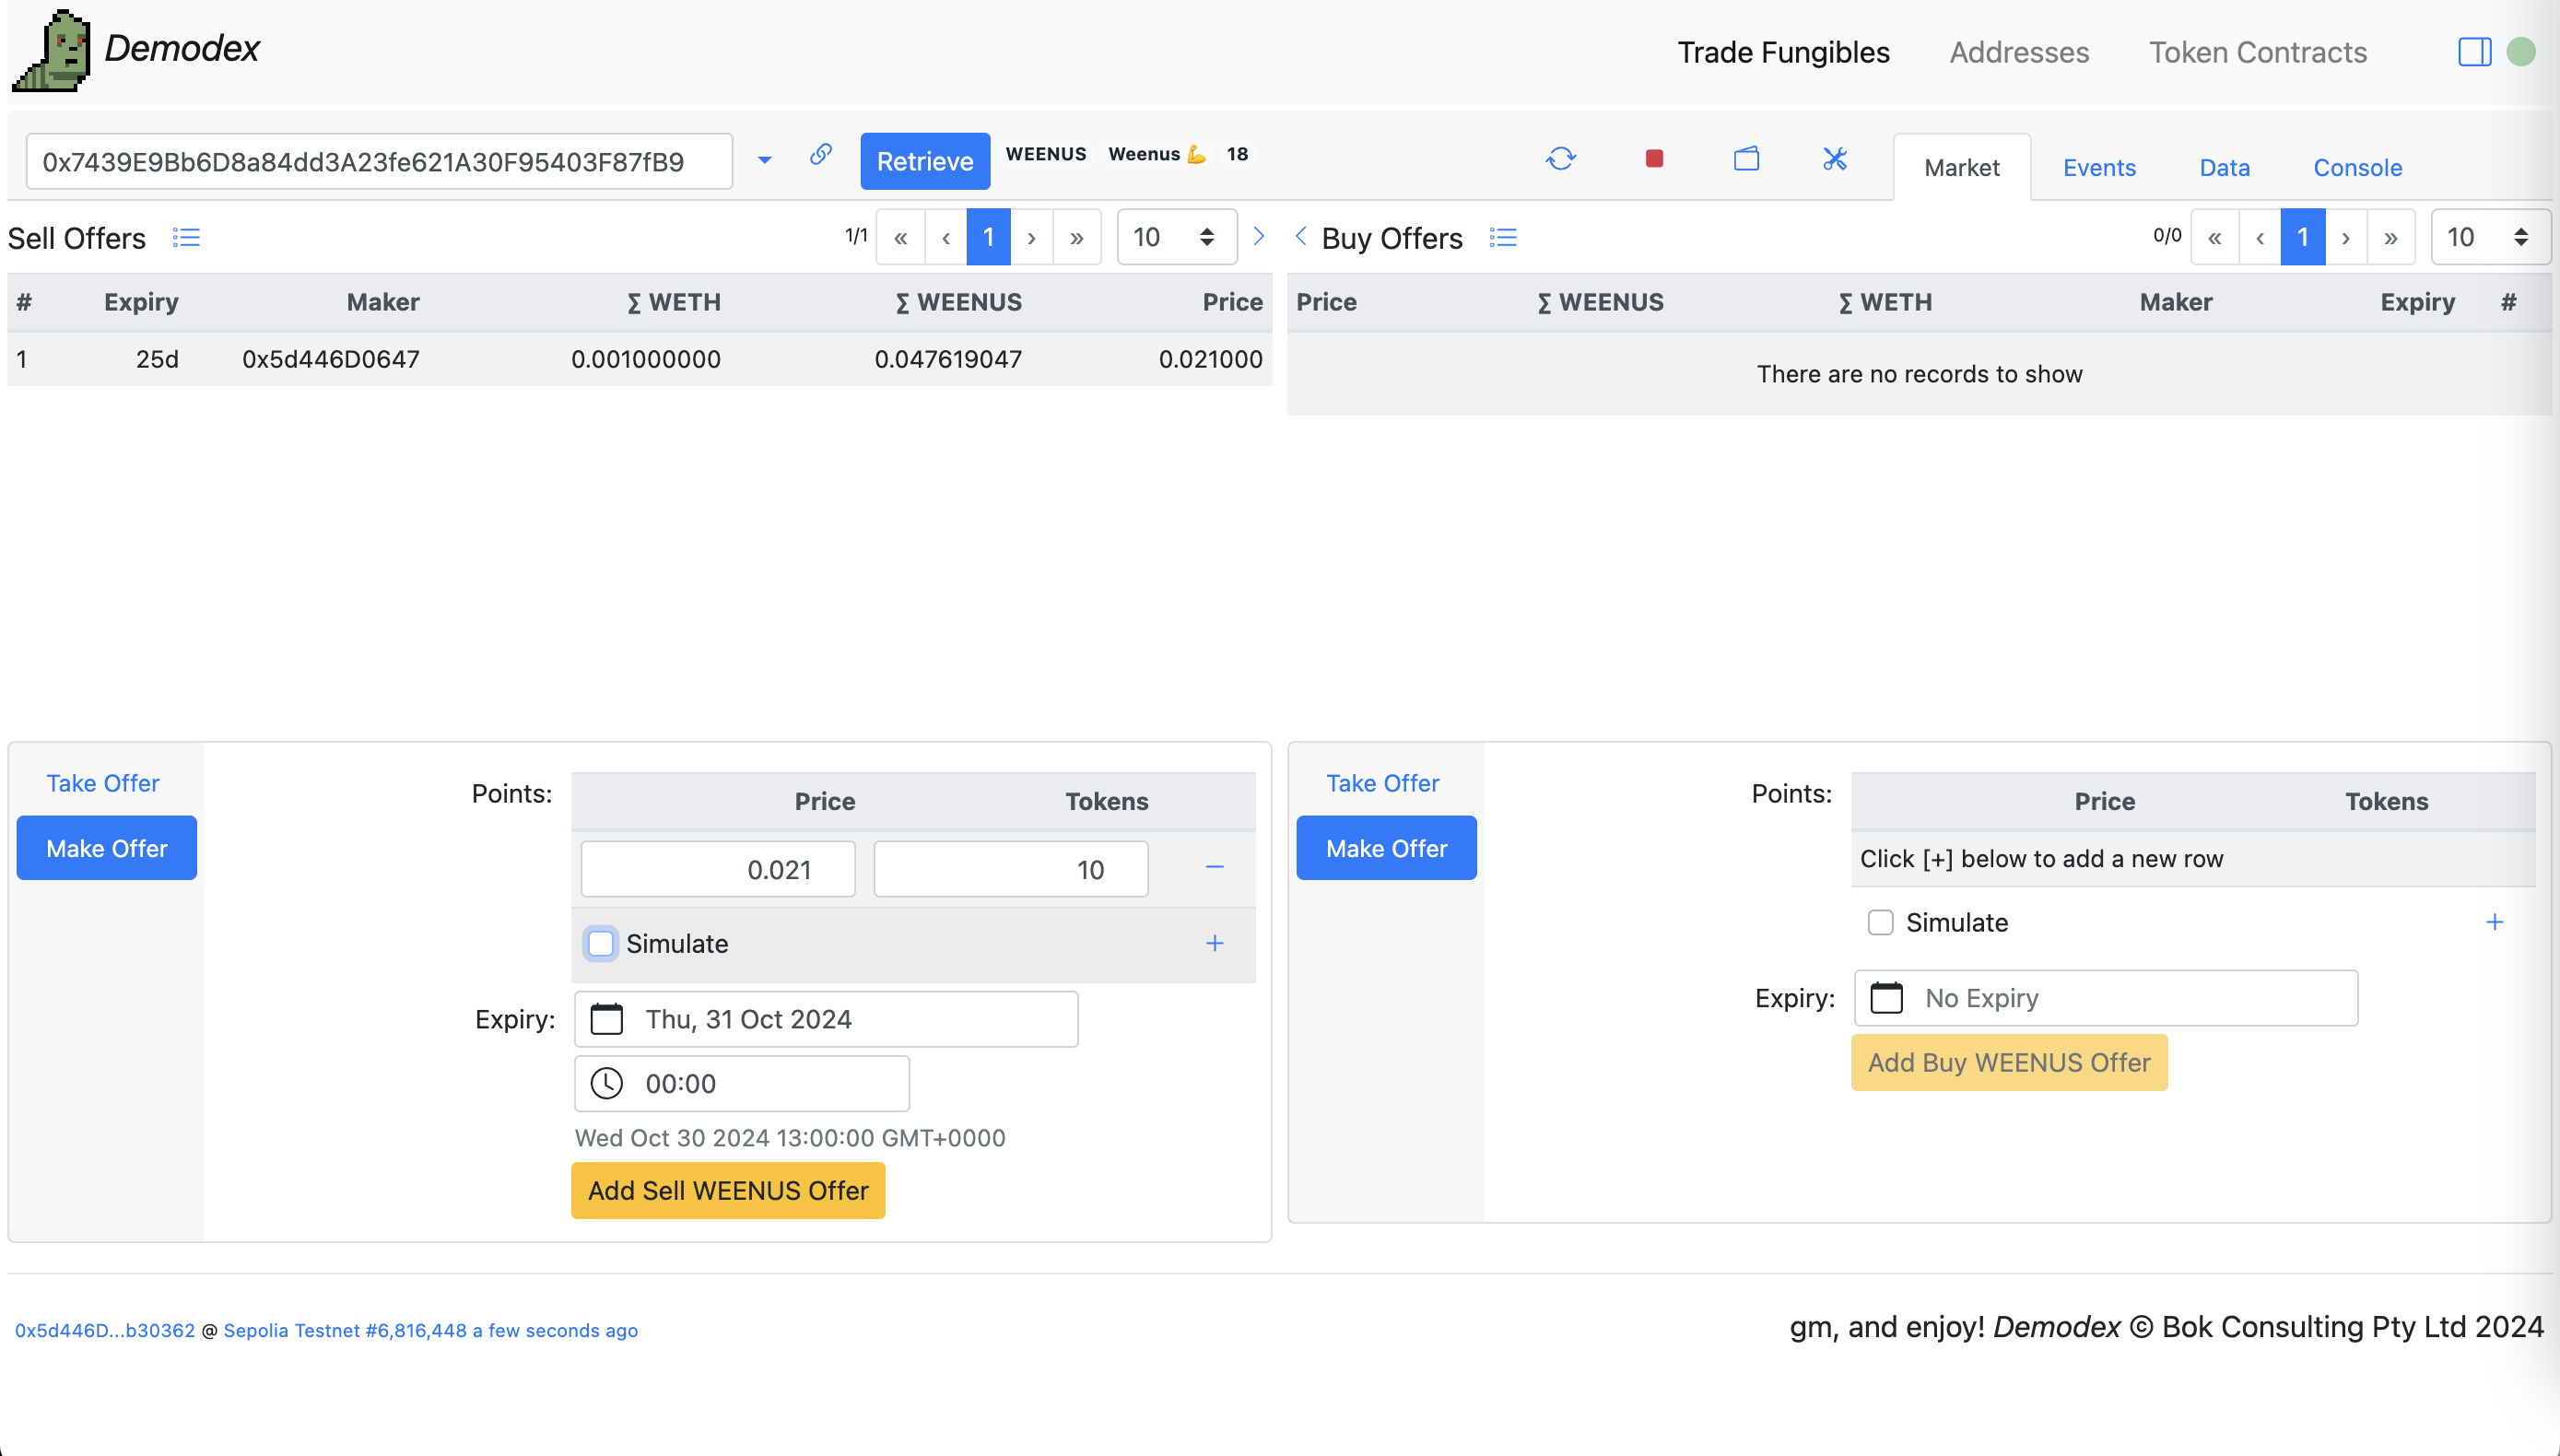 Demodex
Trade Fungibles Addresses Token Contracts
0x7439E9Bb6D8a84dd3A23fe621A30F95403F87fB9 Retrieve WEENUS Weenus 💪 18 Market Events Data Console
Sell Offers 1/1 « ‹ 1 › » 10
# Expiry Maker ∑ WETH ∑ WEENUS Price
1 25d 0x5d446D0647 0.001000000 0.047619047 0.021000
Buy Offers 0/0 « ‹ 1 › » 10
Price ∑ WEENUS ∑ WETH Maker Expiry #
There are no records to show
Take Offer
Make Offer
Points: Price Tokens
0.021 10 −
Simulate +
Expiry: Thu, 31 Oct 2024
00:00
Wed Oct 30 2024 13:00:00 GMT+0000
Add Sell WEENUS Offer
Take Offer
Make Offer
Points: Price Tokens
Click [+] below to add a new row
Simulate +
Expiry: No Expiry
Add Buy WEENUS Offer
0x5d446D...b30362 @ Sepolia Testnet #6,816,448 a few seconds ago
gm, and enjoy! Demodex © Bok Consulting Pty Ltd 2024